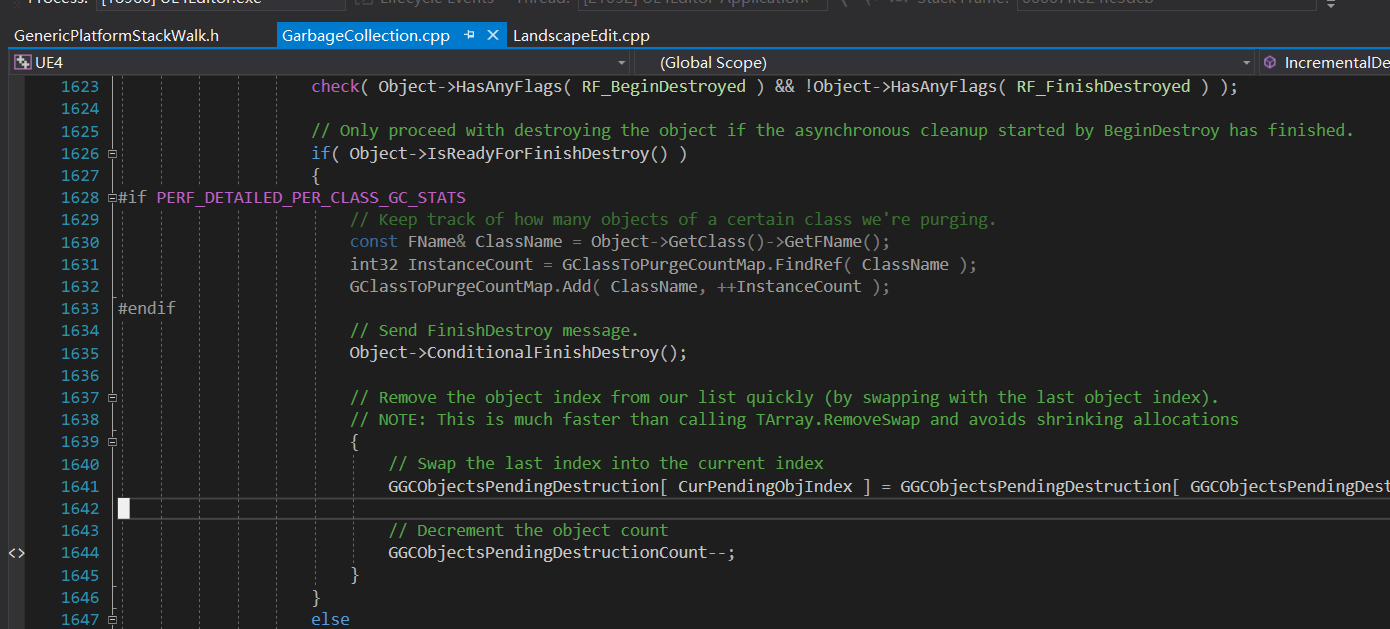 Process: [18960] UE4Editor.exe Lifecycle Events Thread: Stack Frame:
GenericPlatformStackWalk.h GarbageCollection.cpp LandscapeEdit.cpp
UE4 (Global Scope) IncrementalDe
1623 check( Object->HasAnyFlags( RF_BeginDestroyed ) && !Object->HasAnyFlags( RF_FinishDestroyed ) );
1624
1625 // Only proceed with destroying the object if the asynchronous cleanup started by BeginDestroy has finished.
1626 if( Object->IsReadyForFinishDestroy() )
1627 {
1628 #if PERF_DETAILED_PER_CLASS_GC_STATS
1629 // Keep track of how many objects of a certain class we're purging.
1630 const FName& ClassName = Object->GetClass()->GetFName();
1631 int32 InstanceCount = GClassToPurgeCountMap.FindRef( ClassName );
1632 GClassToPurgeCountMap.Add( ClassName, ++InstanceCount );
1633 #endif
1634 // Send FinishDestroy message.
1635 Object->ConditionalFinishDestroy();
1636
1637 // Remove the object index from our list quickly (by swapping with the last object index).
1638 // NOTE: This is much faster than calling TArray.RemoveSwap and avoids shrinking allocations
1639 {
1640 // Swap the last index into the current index
1641 GGCObjectsPendingDestruction[ CurPendingObjIndex ] = GGCObjectsPendingDestruction[ GGCObjectsPendingDest
1642
1643 // Decrement the object count
1644 GGCObjectsPendingDestructionCount--;
1645 }
1646 }
1647 else